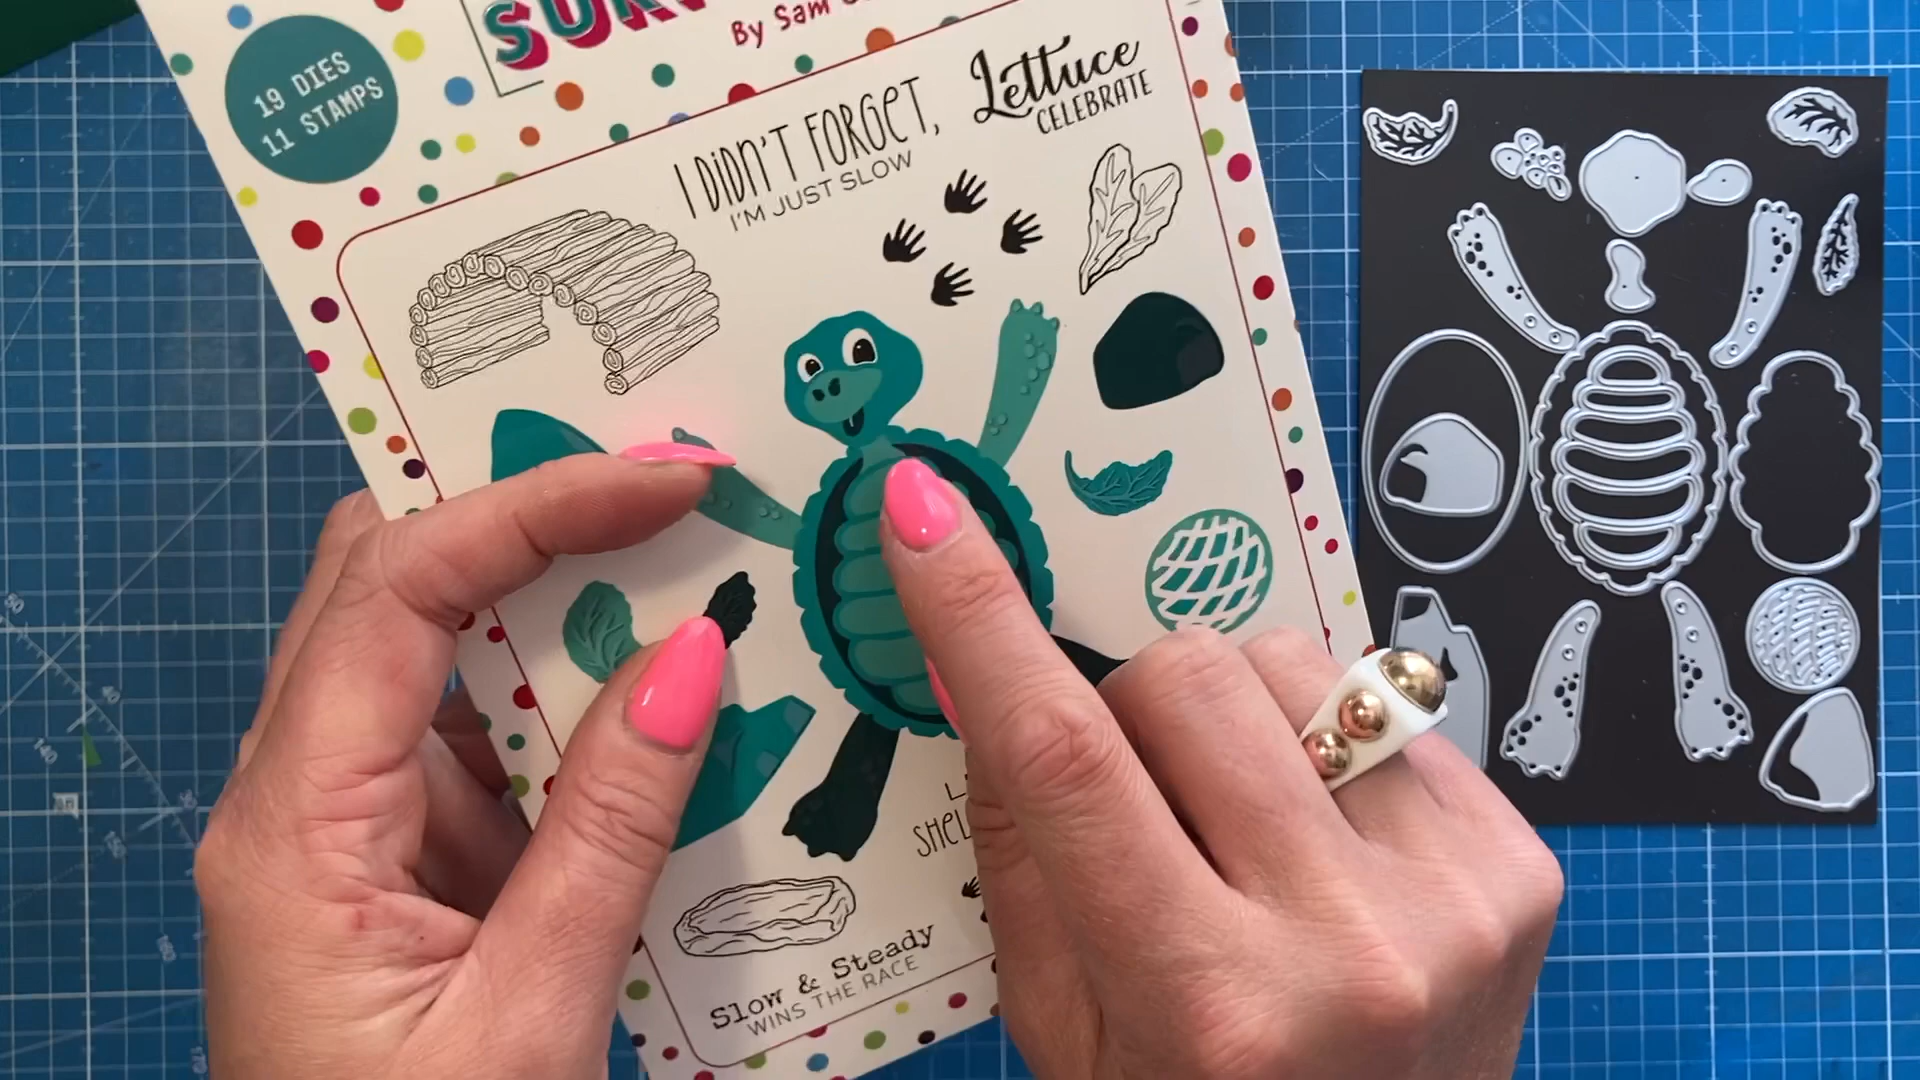 By Sam
19 DIES
11 STAMPS
I DIDN'T FORGET,
I'M JUST SLOW
Lettuce
CELEBRATE
Slow & Steady
WINS THE RACE